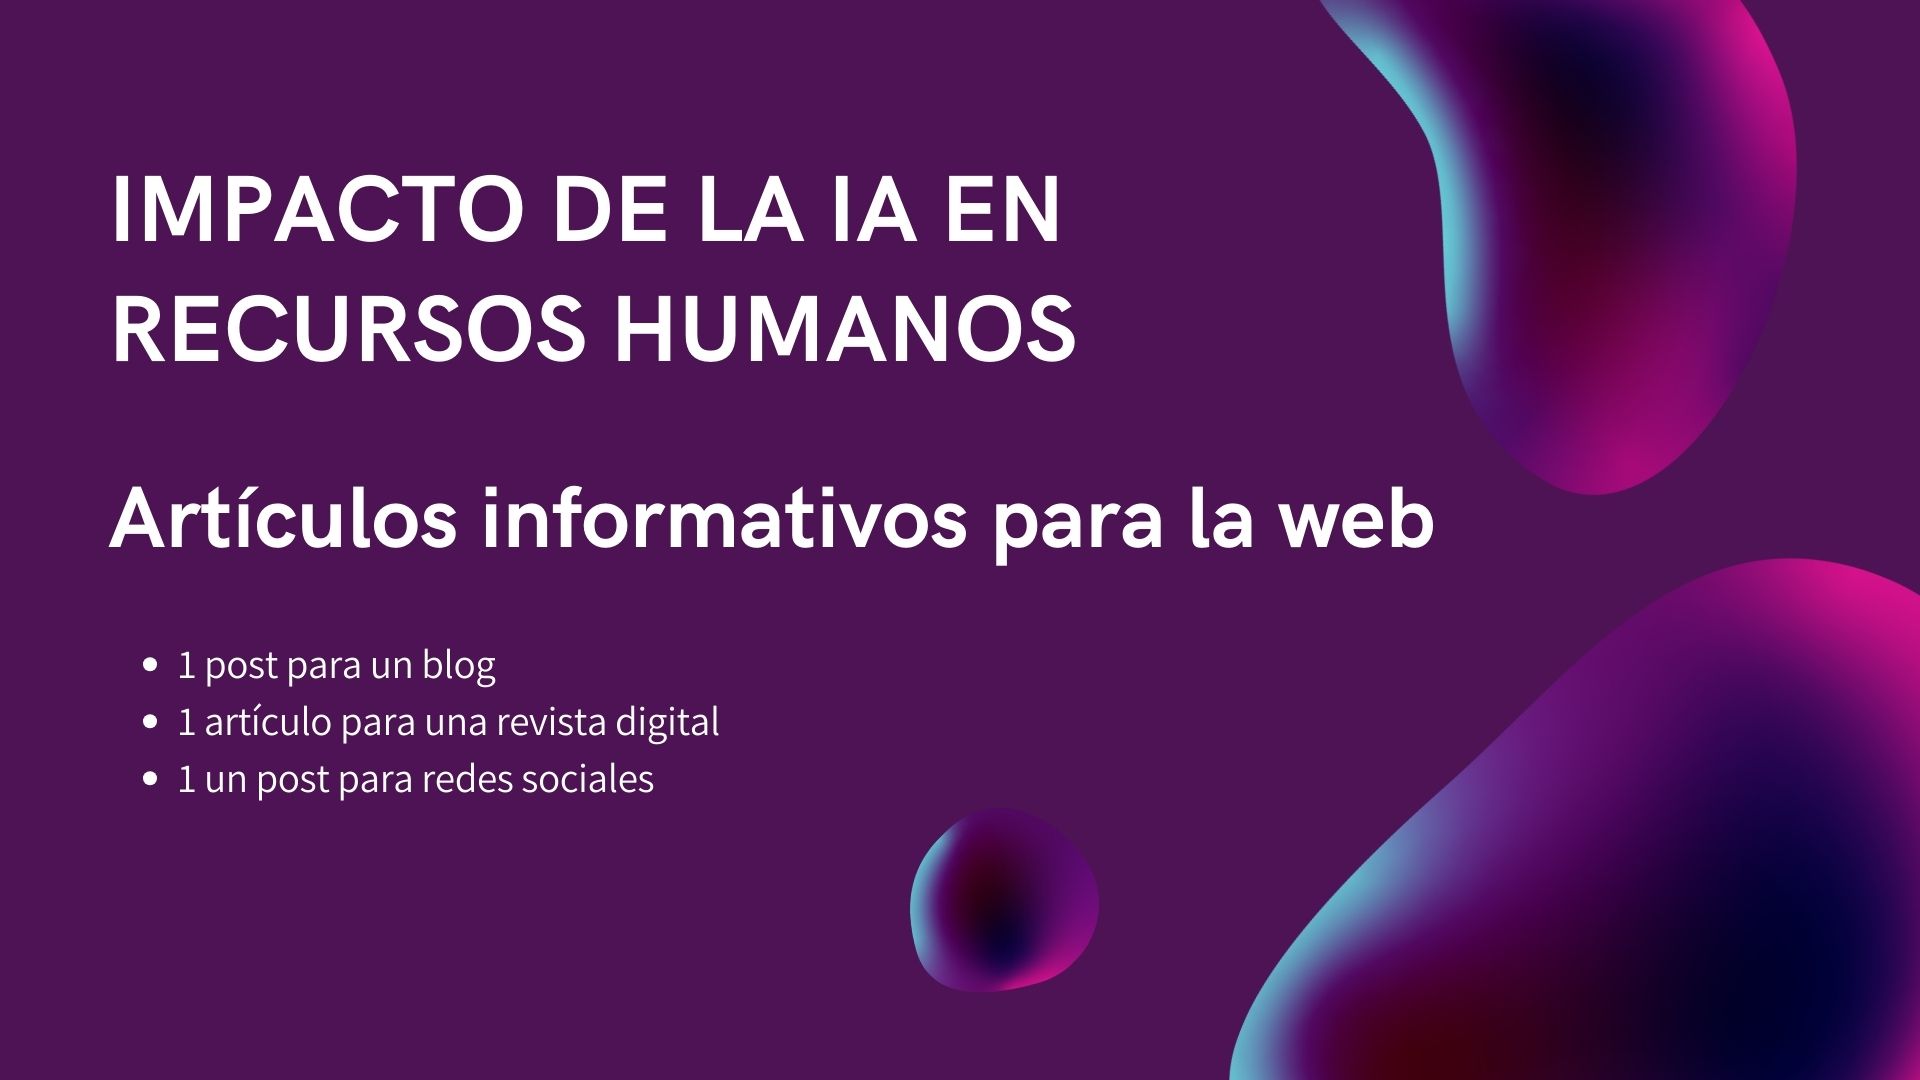 IMPACTO DE LA IA EN
RECURSOS HUMANOS
Artículos informativos para la web
• 1 post para un blog
• 1 artículo para una revista digital
• 1 un post para redes sociales